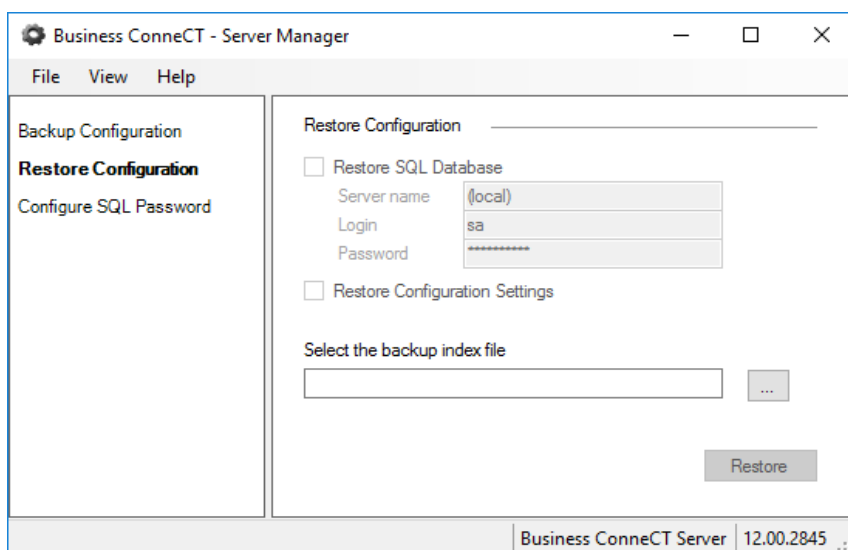 Business ConneCT - Server Manager
File View Help
Backup Configuration
Restore Configuration
Configure SQL Password
Restore Configuration
Restore SQL Database
Server name (local)
Login sa
Password **********
Restore Configuration Settings
Select the backup index file
...
Restore
Business ConneCT Server 12.00.2845